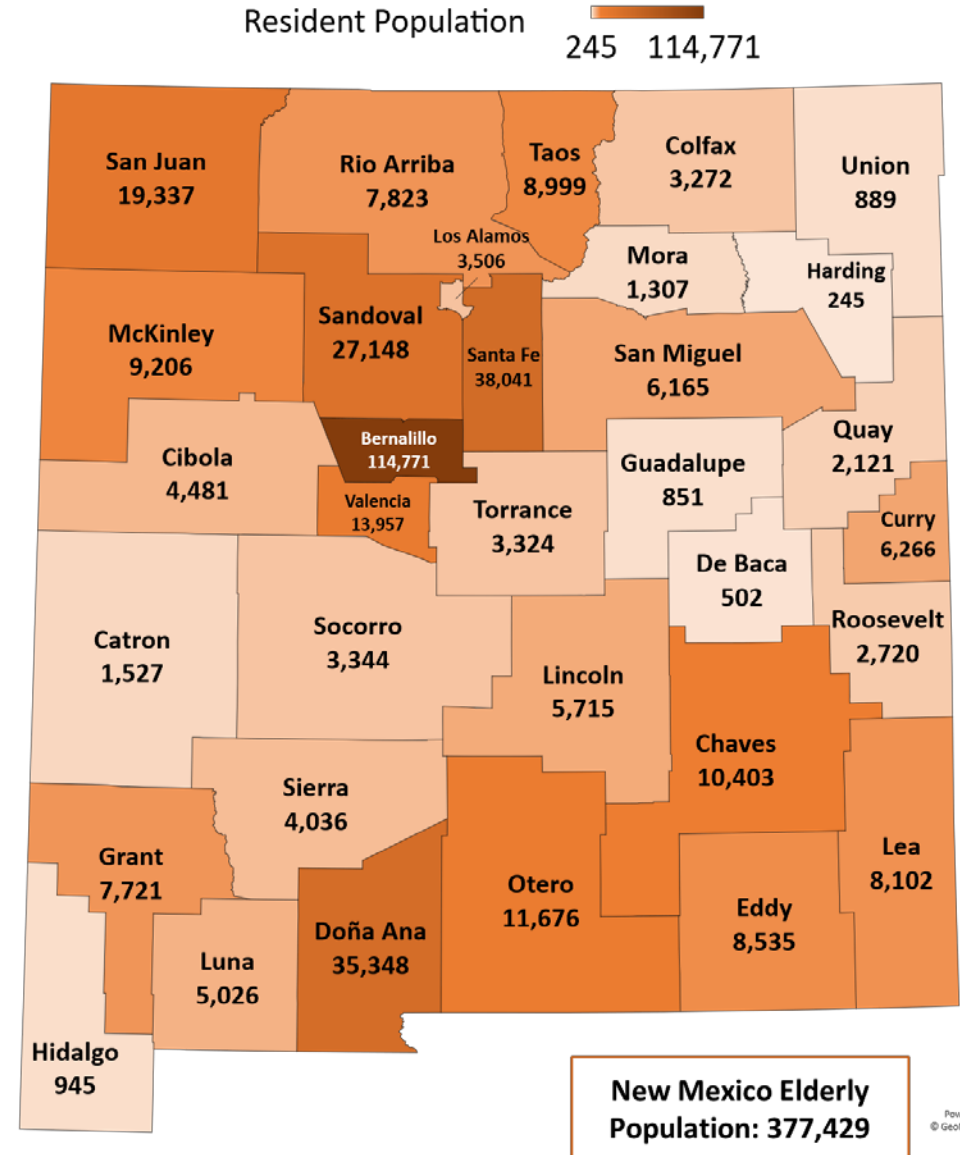 Resident Population
245 114,771
San Juan
19,337
Rio Arriba
7,823
Taos
8,999
Colfax
3,272
Union
889
Los Alamos
3,506
Mora
1,307
Harding
245
McKinley
9,206
Sandoval
27,148
Santa Fe
38,041
San Miguel
6,165
Quay
2,121
Cibola
4,481
Bernalillo
114,771
Guadalupe
851
Valencia
13,957
Torrance
3,324
Curry
6,266
De Baca
502
Catron
1,527
Socorro
3,344
Roosevelt
2,720
Lincoln
5,715
Chaves
10,403
Sierra
4,036
Grant
7,721
Otero
11,676
Lea
8,102
Eddy
8,535
Doña Ana
35,348
Luna
5,026
Hidalgo
945
New Mexico Elderly
Population: 377,429